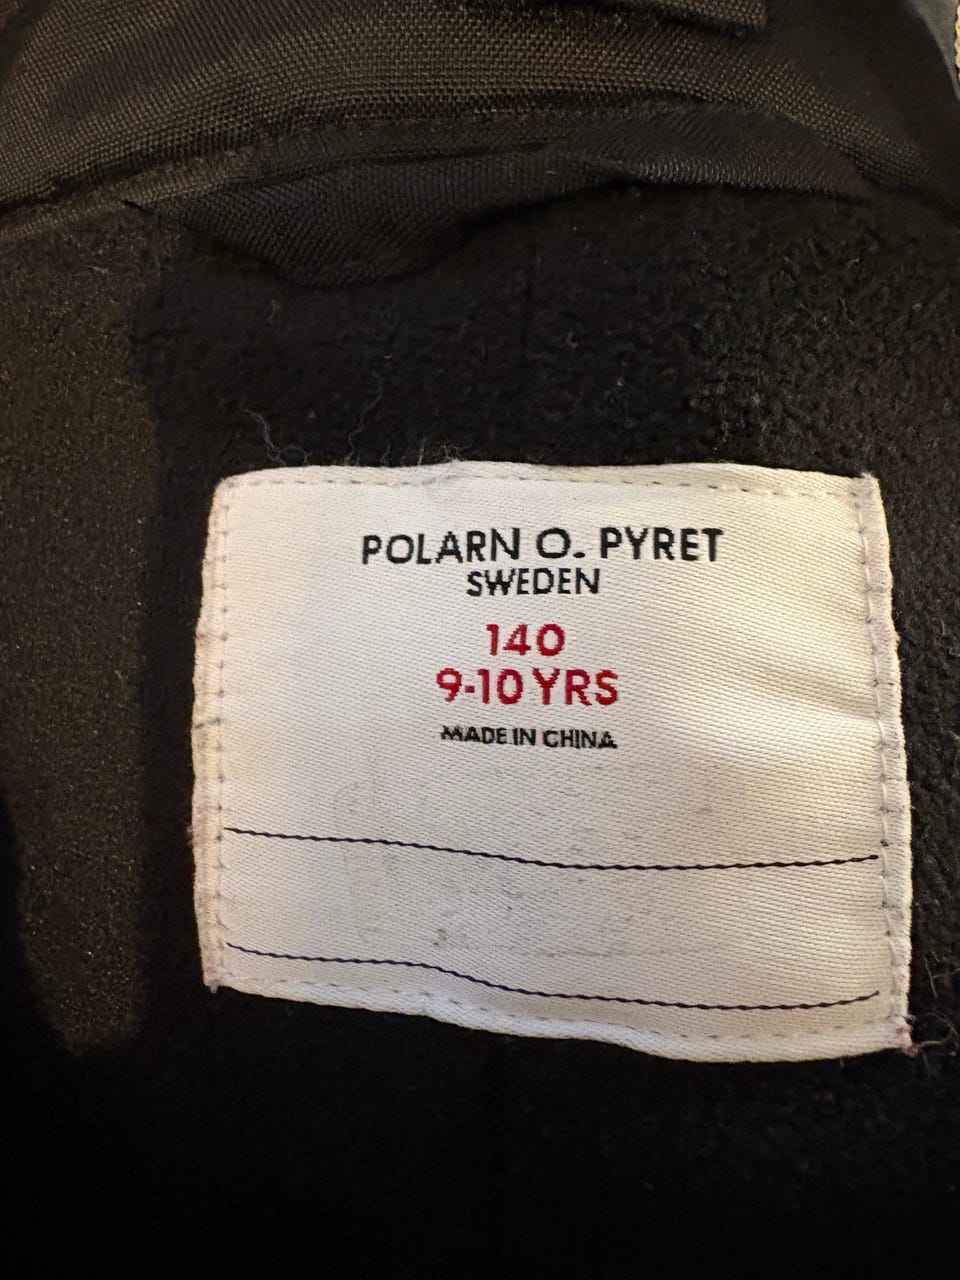 POLARN O. PYRET
SWEDEN
140
9-10 YRS
MADE IN CHINA